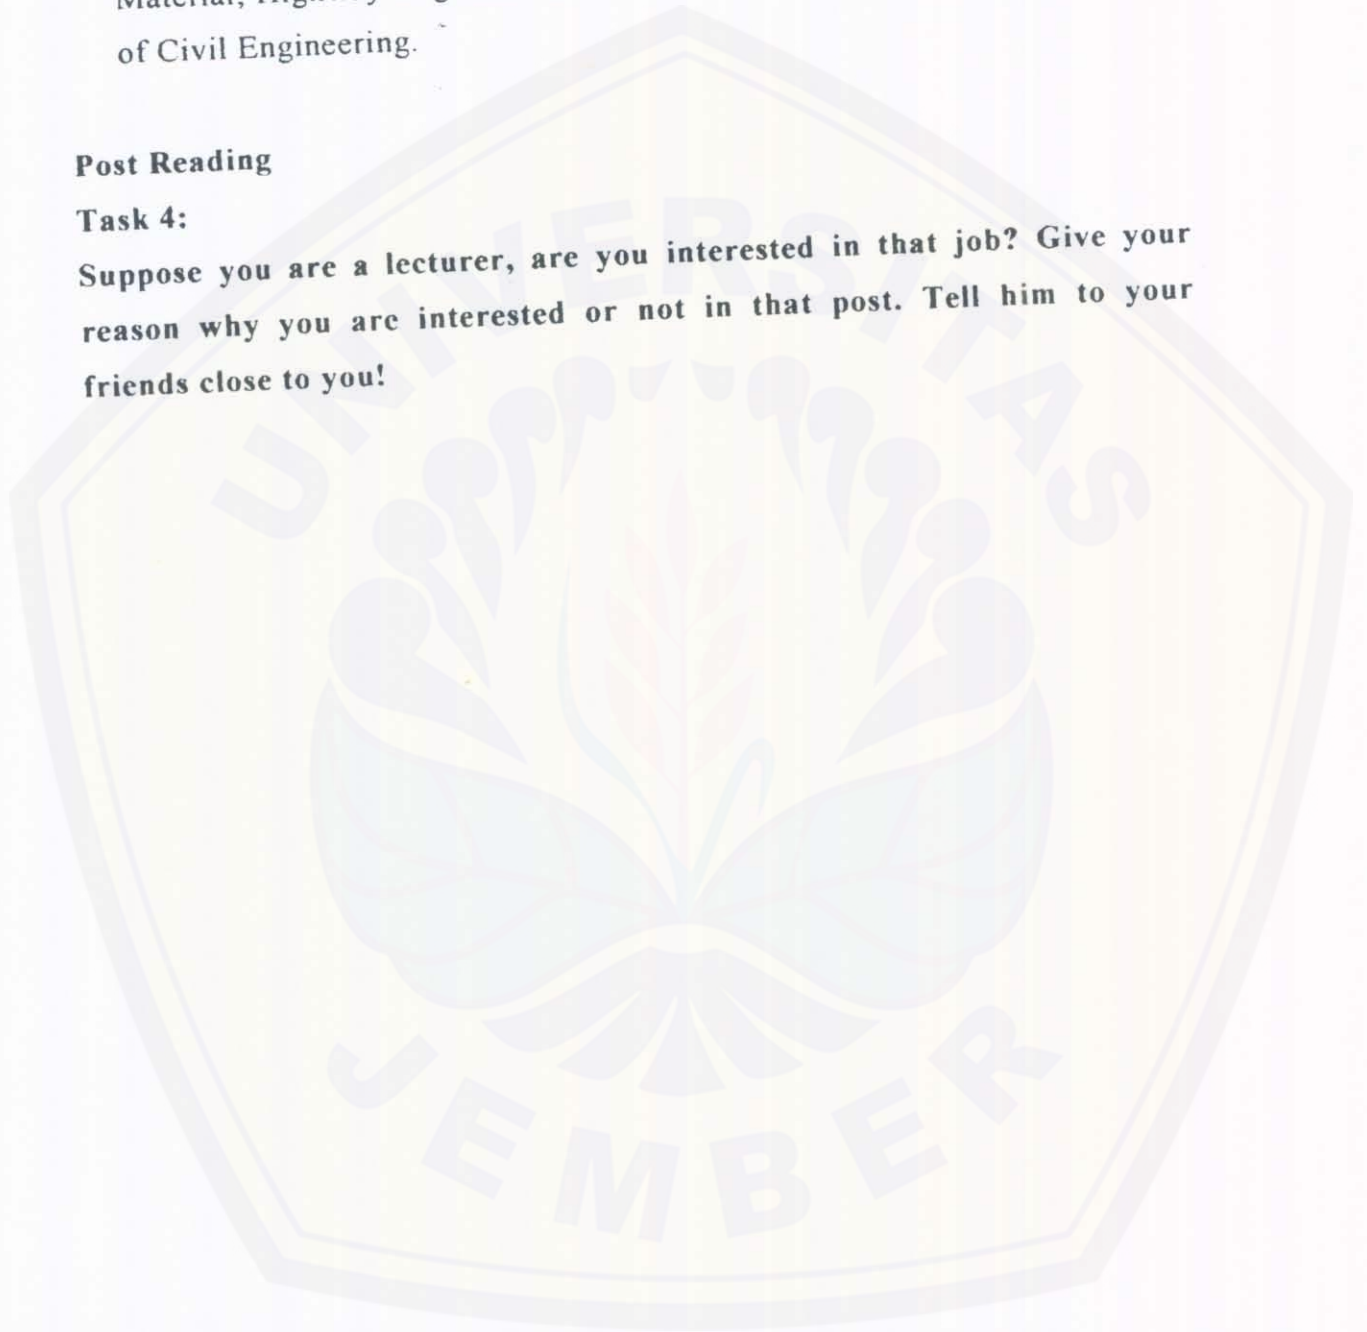 of Civil Engineering.
Post Reading
Task 4:
Suppose you are a lecturer, are you interested in that job? Give your
reason why you are interested or not in that post. Tell him to your
friends close to you!
UNIVERSITAS
JEMBER